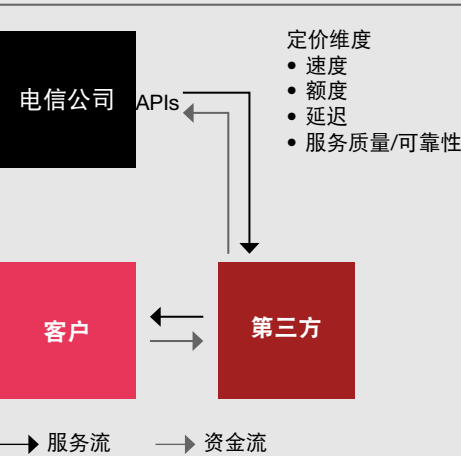 定价维度
• 速度
• 额度
• 延迟
• 服务质量/可靠性
电信公司
APIs
客户
第三方
服务流
资金流